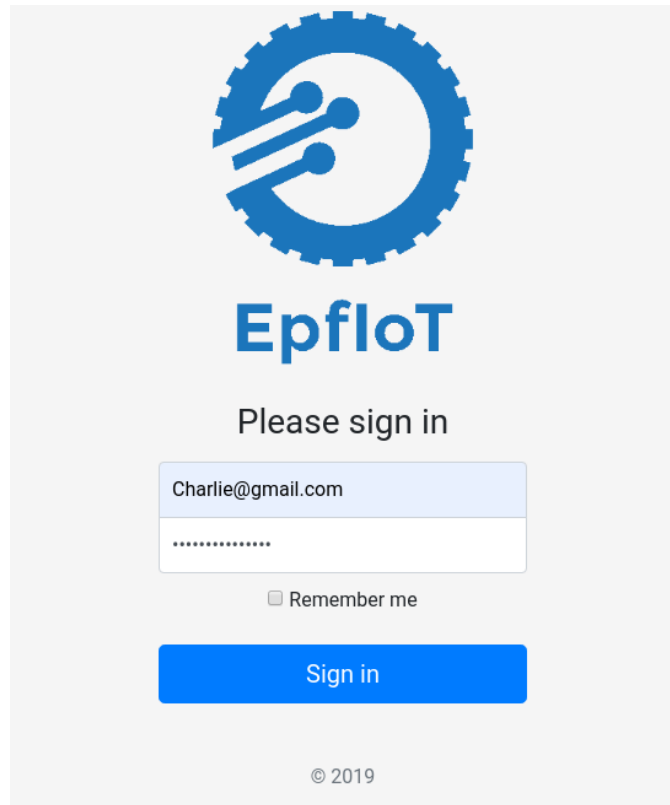 EpfIoT
Please sign in
Charlie@gmail.com
•••••••••••••••
Remember me
Sign in
© 2019